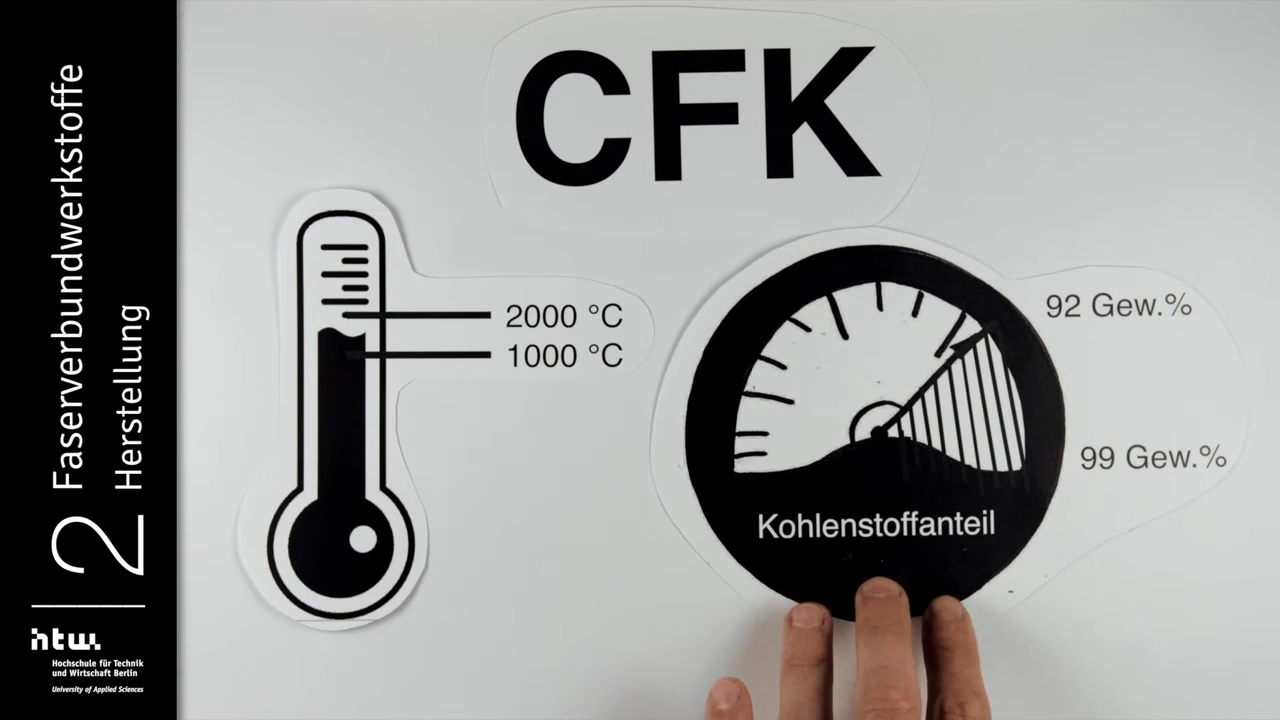 2 Faserverbundwerkstoffe
Herstellung
htw.
Hochschule für Technik
und Wirtschaft Berlin
University of Applied Sciences
CFK
2000 °C
1000 °C
92 Gew.%
99 Gew.%
Kohlenstoffanteil